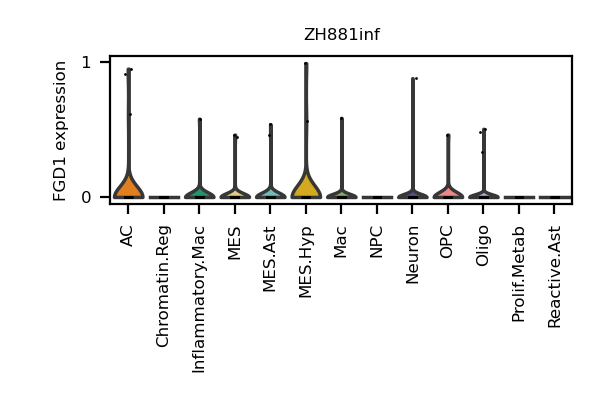 ZH881inf
FGD1 expression
1
0
AC
Chromatin.Reg
Inflammatory.Mac
MES
MES.Ast
MES.Hyp
Mac
NPC
Neuron
OPC
Oligo
Prolif.Metab
Reactive.Ast